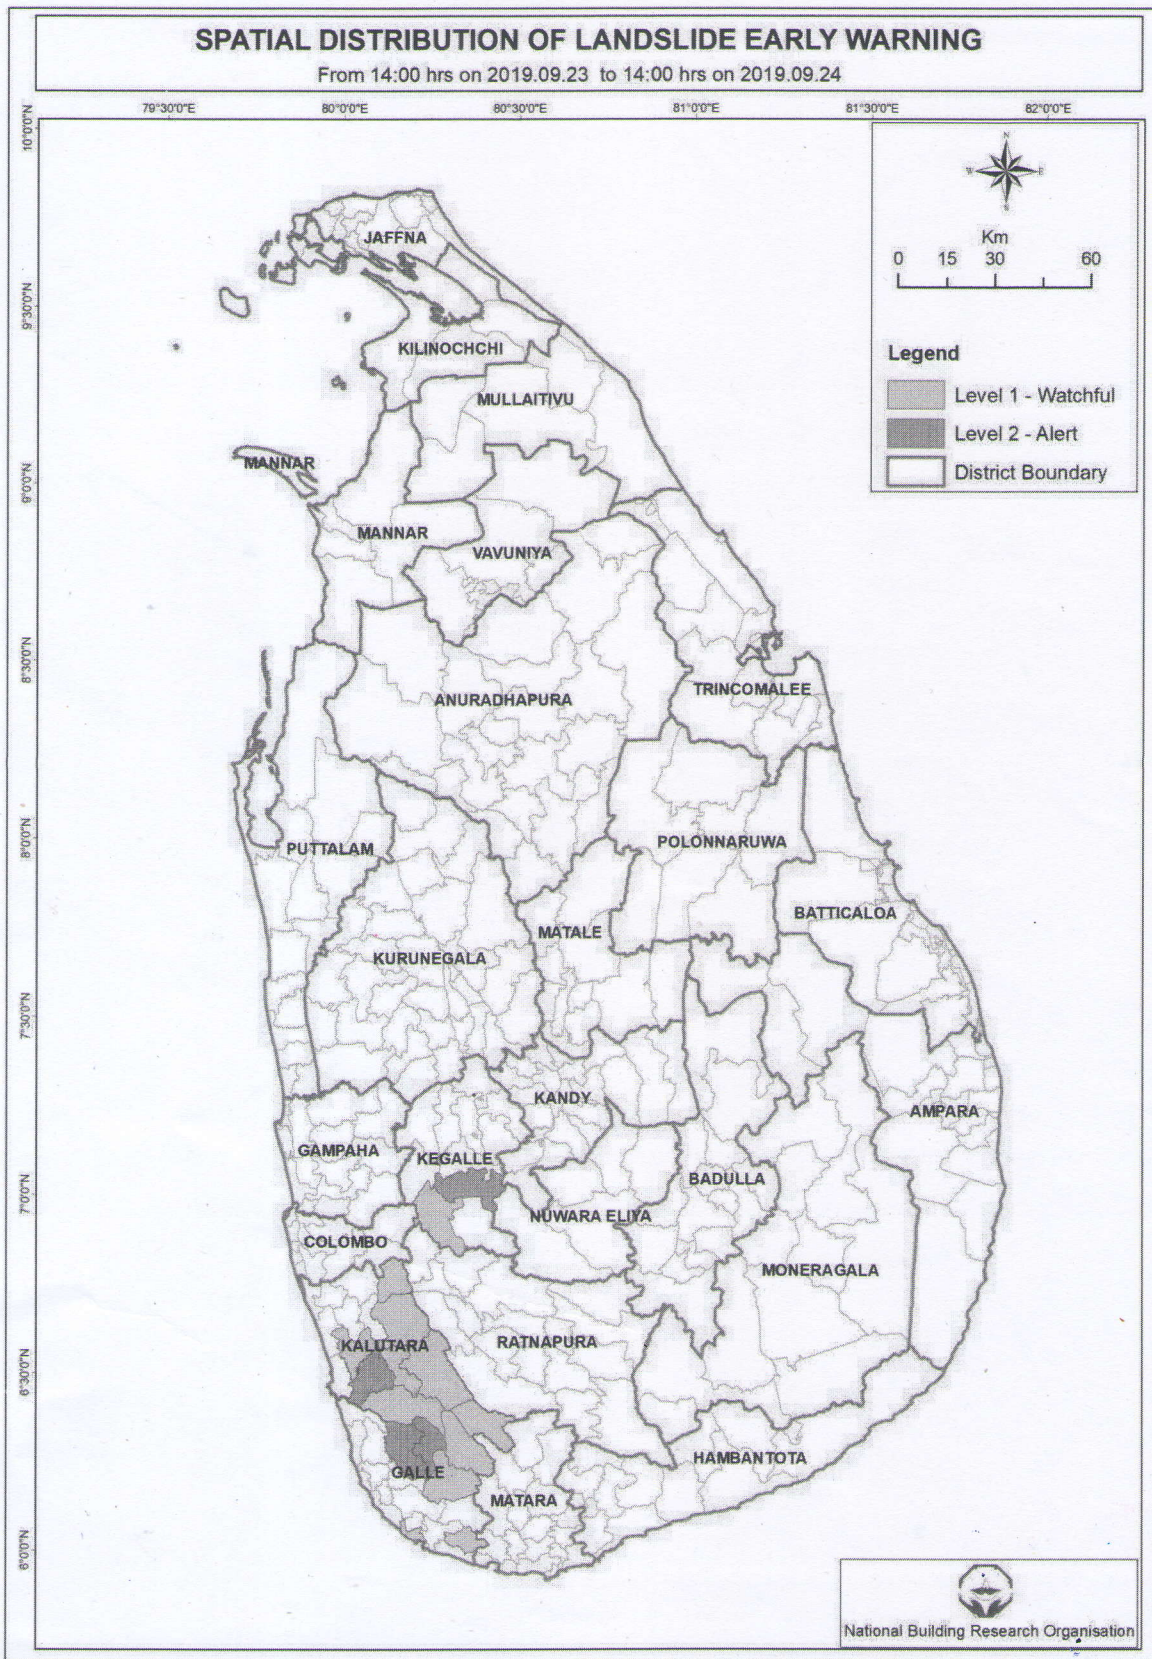 SPATIAL DISTRIBUTION OF LANDSLIDE EARLY WARNING
From 14:00 hrs on 2019.09.23 to 14:00 hrs on 2019.09.24
79°30'0"E 80°0'0"E 80°30'0"E 81°0'0"E 81°30'0"E 82°0'0"E
10°0'0"N
N
W E
S
Km
0 15 30 60
JAFFNA
9°30'0"N
KILINOCHCHI
Legend
Level 1 - Watchful
MULLAITIVU
Level 2 - Alert
MANNAR
District Boundary
9°0'0"N
MANNAR
VAVUNIYA
8°30'0"N
TRINCOMALEE
ANURADHAPURA
8°0'0"N
POLONNARUWA
PUTTALAM
BATTICALOA
MATALE
KURUNEGALA
7°30'0"N
KANDY
AMPARA
GAMPAHA
KEGALLE
BADULLA
7°0'0"N
NUWARA ELIYA
COLOMBO
MONERAGALA
RATNAPURA
KALUTARA
6°30'0"N
HAMBANTOTA
GALLE
MATARA
6°0'0"N
National Building Research Organisation